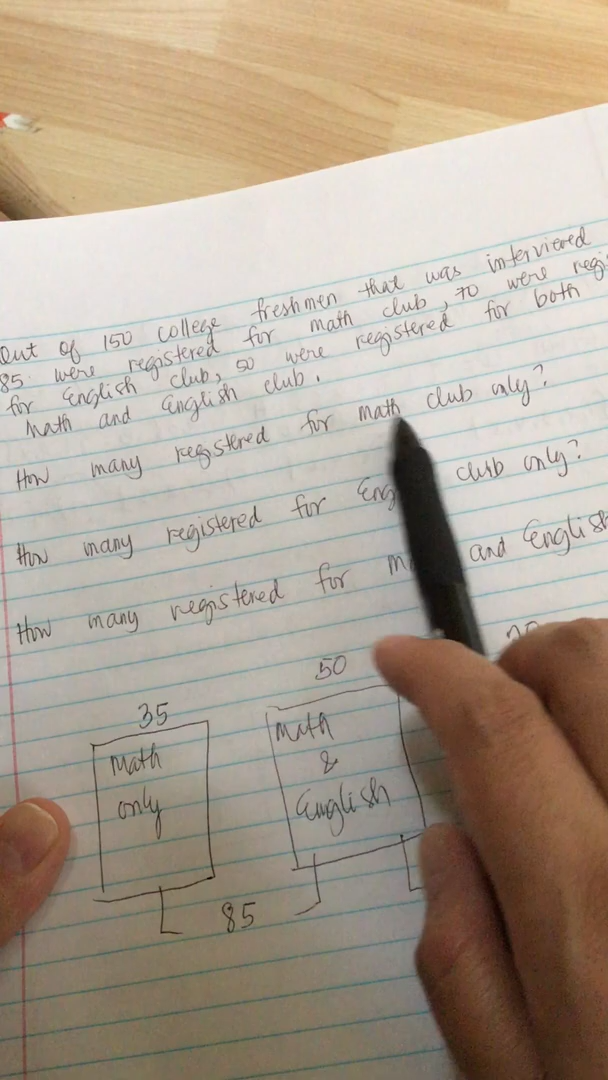 Out of 150 college freshmen that was interviewed
85 were registered for math club, 70 were regis
for English club, 50 were registered for both
Math and English club.
How many registered for math club only?
How many registered for Eng club only?
How many registered for and English
50
35
Math
&
English
Math
only
85